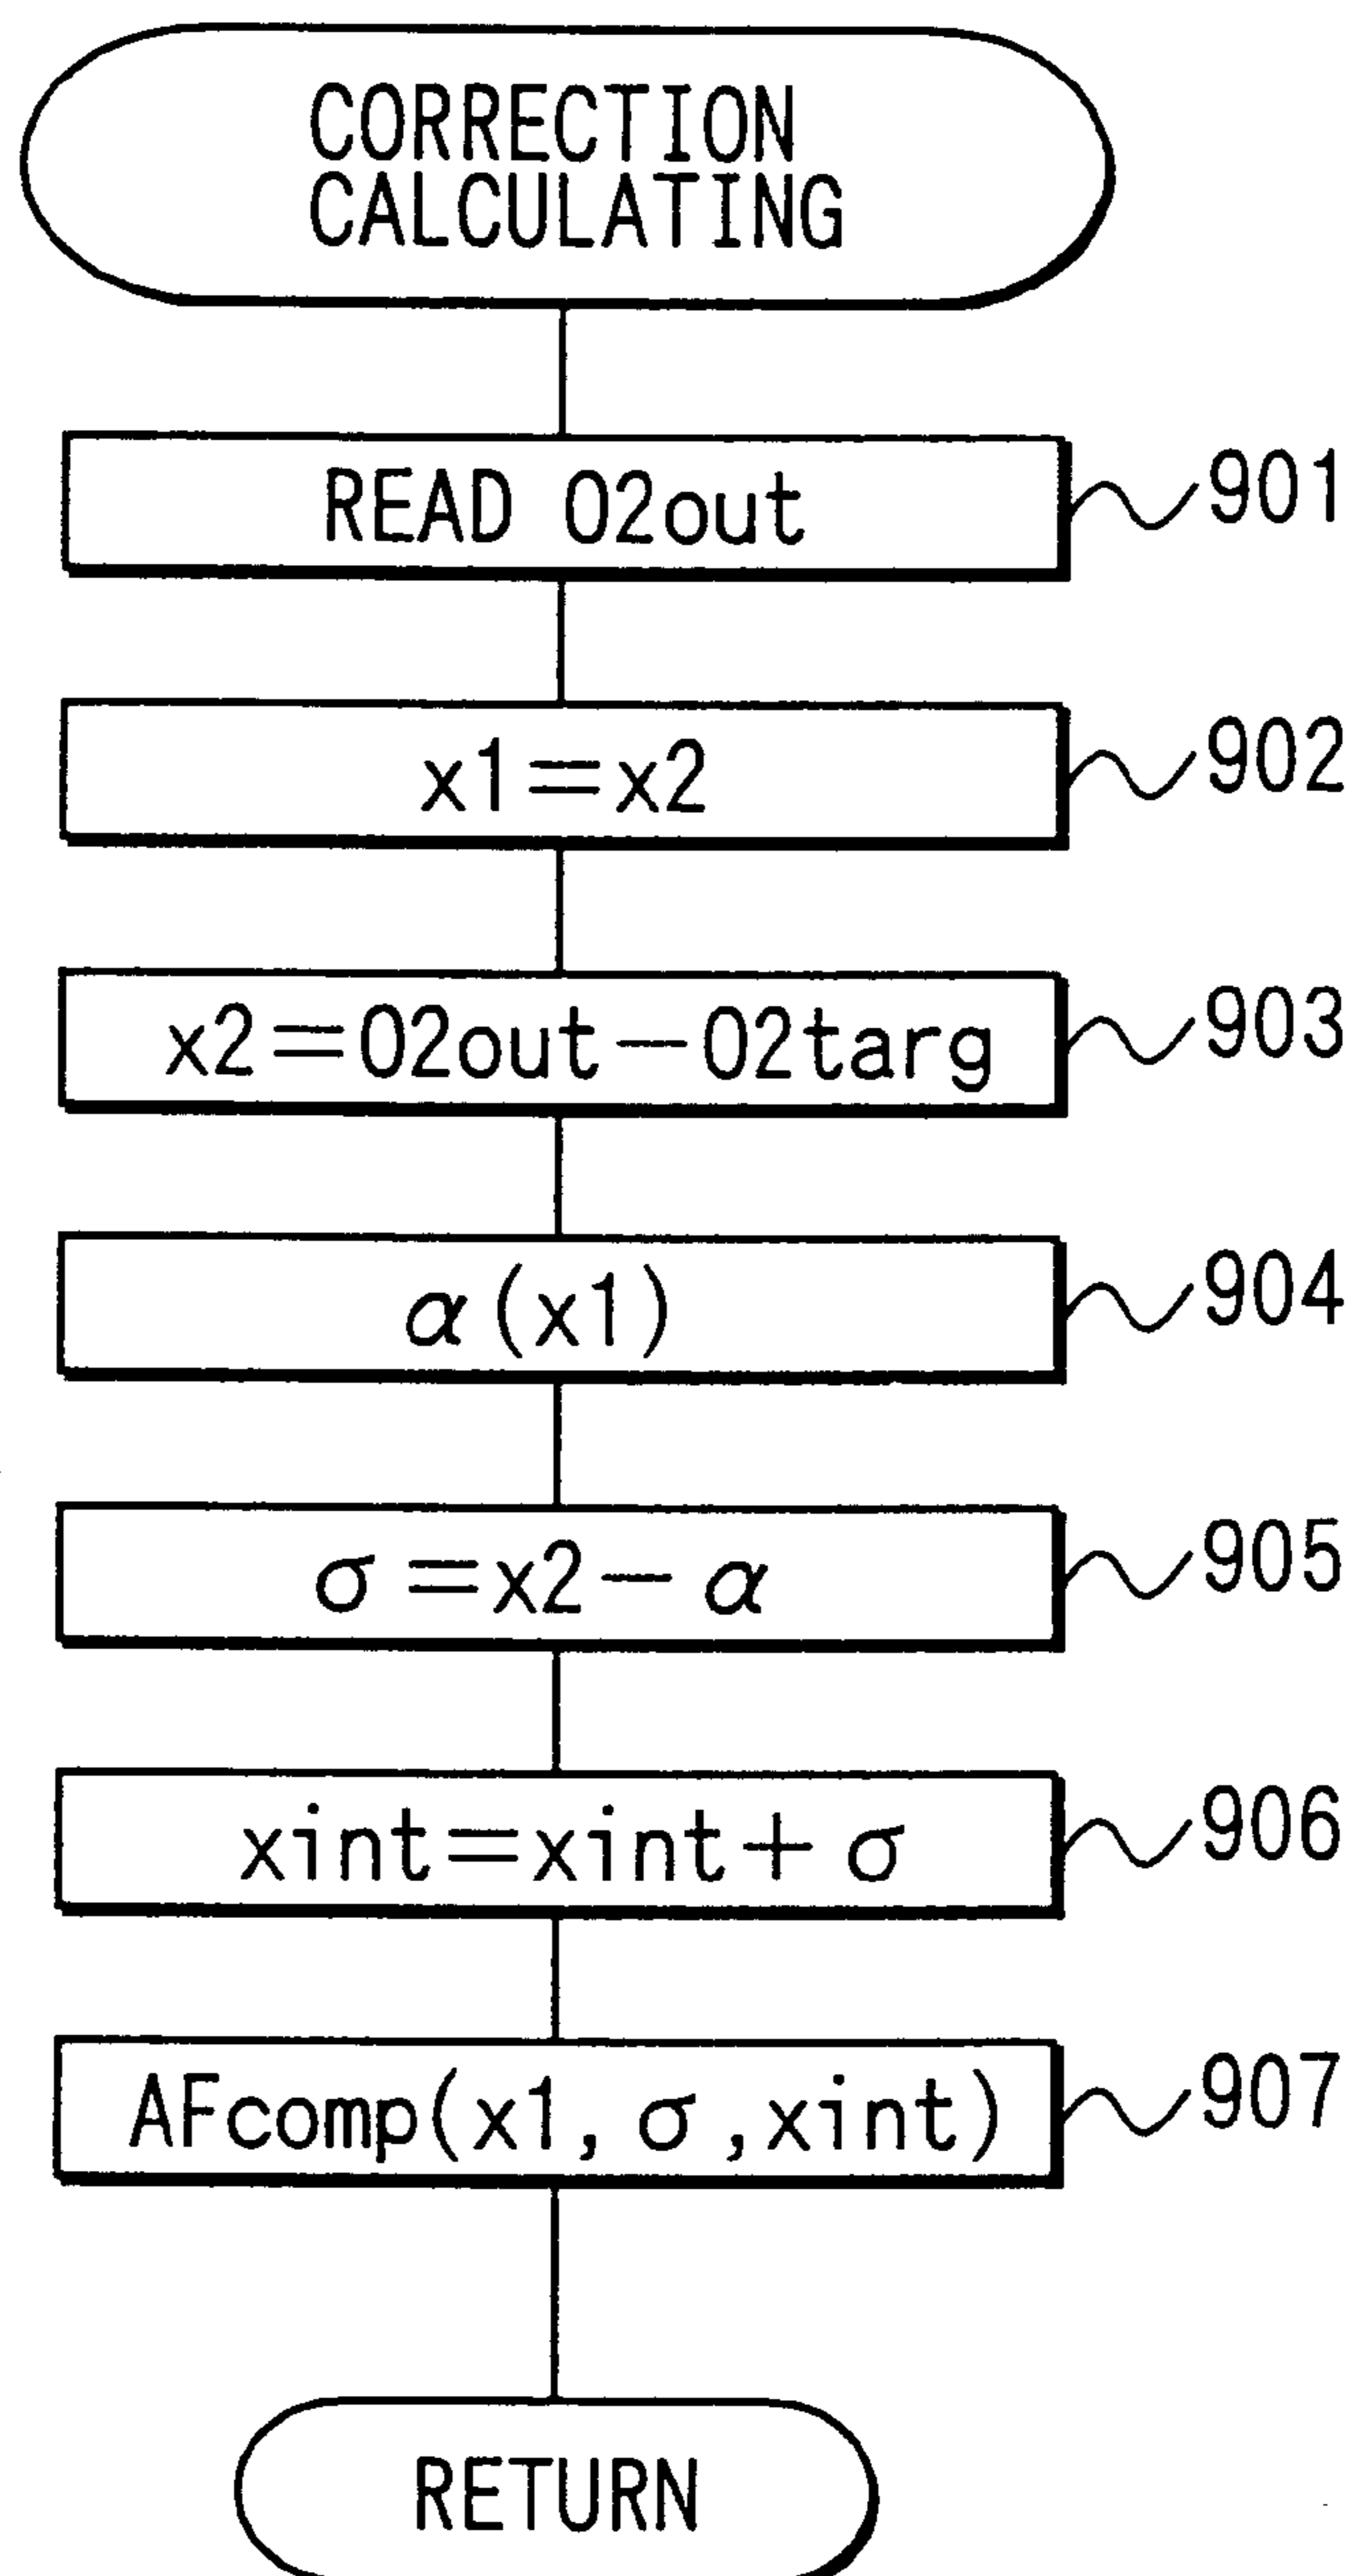 CORRECTION
CALCULATING
READ O2out
901
x1=x2
902
x2=O2out-O2targ
903
α(x1)
904
σ=x2-α
905
xint=xint+σ
906
AFcomp(x1, σ,xint)
907
RETURN